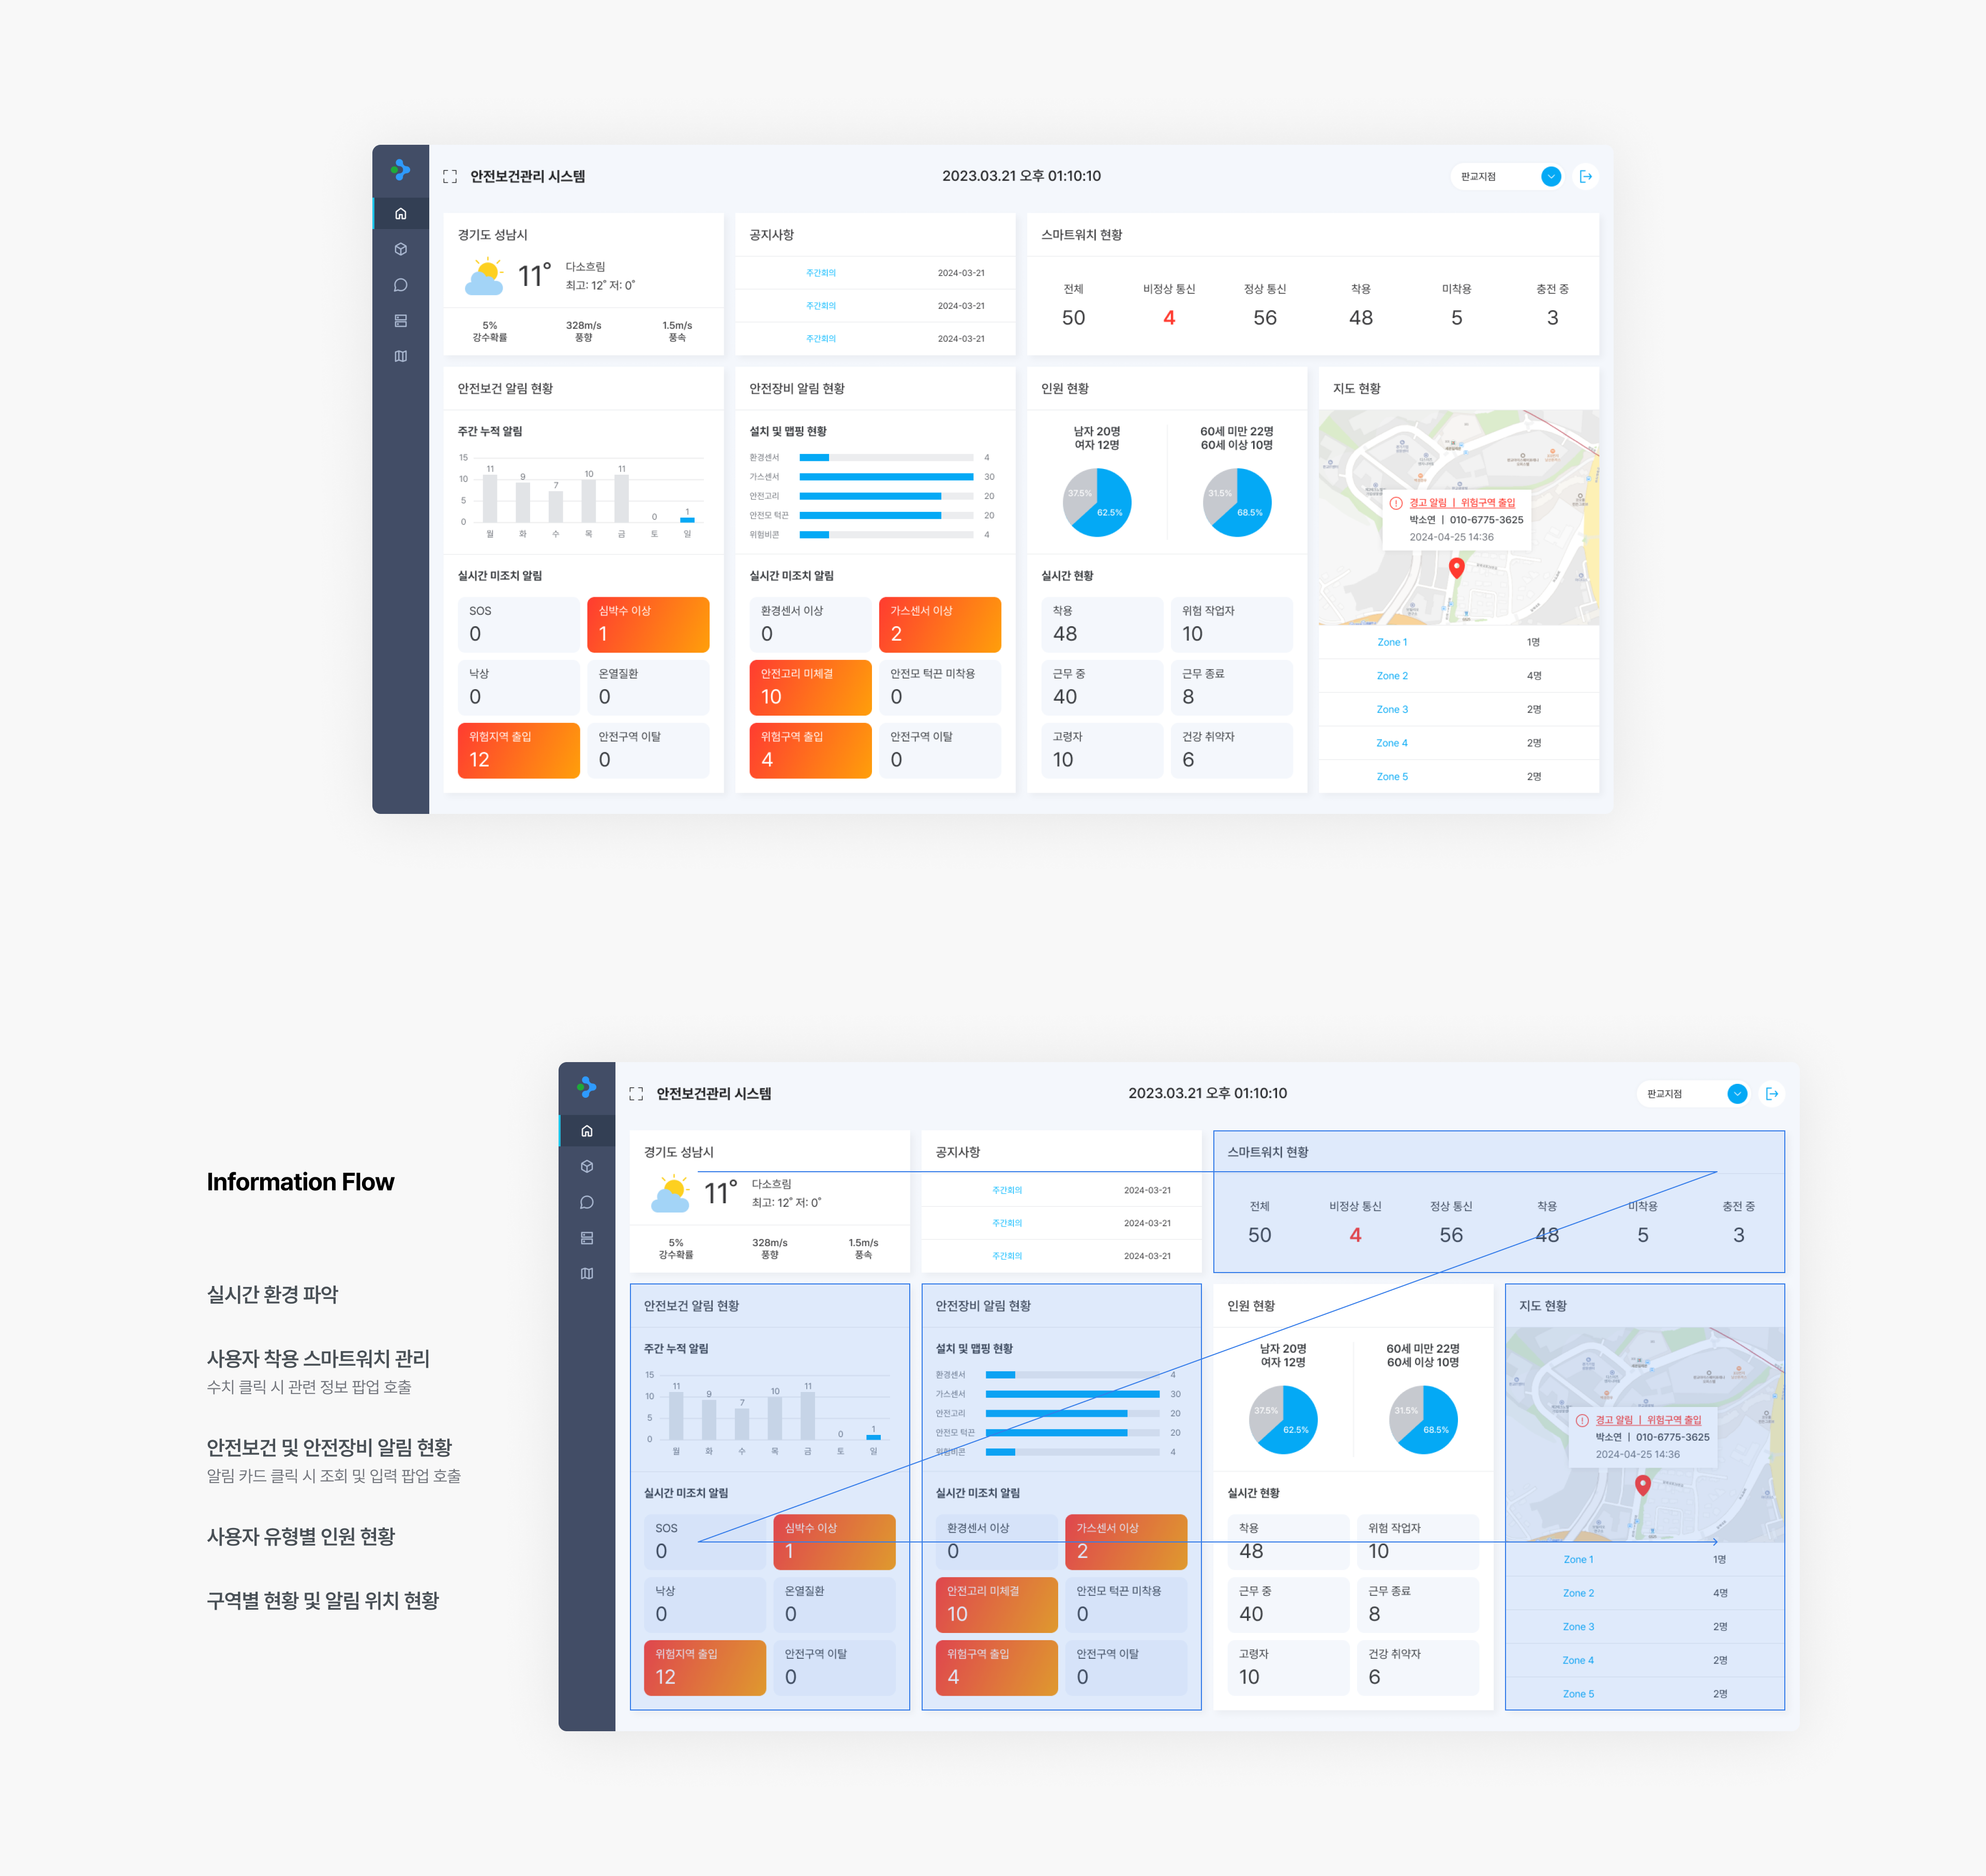 안전보건관리 시스템
2023.03.21 오후 01:10:10
판교지점
경기도 성남시
11°
다소흐림
최고: 12° 저: 0°
5%
강수확률
328m/s
풍향
1.5m/s
풍속
공지사항
주간회의 2024-03-21
주간회의 2024-03-21
주간회의 2024-03-21
스마트워치 현황
전체 비정상 통신 정상 통신 착용 미착용 충전 중
50 4 56 48 5 3
안전보건 알림 현황
주간 누적 알림
15
10
5
0
11 9 7 10 11 0 1
월 화 수 목 금 토 일
실시간 미조치 알림
SOS
0
심박수 이상
1
낙상
0
온열질환
0
위험지역 출입
12
안전구역 이탈
0
안전장비 알림 현황
설치 및 맵핑 현황
환경센서 4
가스센서 30
안전고리 20
안전모 턱끈 20
위험비콘 4
실시간 미조치 알림
환경센서 이상
0
가스센서 이상
2
안전고리 미체결
10
안전모 턱끈 미착용
0
위험구역 출입
4
안전구역 이탈
0
인원 현황
남자 20명
여자 12명
37.5%
62.5%
60세 미만 22명
60세 이상 10명
31.5%
68.5%
실시간 현황
착용
48
위험 작업자
10
근무 중
40
근무 종료
8
고령자
10
건강 취약자
6
지도 현황
경고 알림 | 위험구역 출입
박소연 | 010-6775-3625
2024-04-25 14:36
Zone 1 1명
Zone 2 4명
Zone 3 2명
Zone 4 2명
Zone 5 2명
Information Flow
실시간 환경 파악
사용자 착용 스마트워치 관리
수치 클릭 시 관련 정보 팝업 호출
안전보건 및 안전장비 알림 현황
알림 카드 클릭 시 조회 및 입력 팝업 호출
사용자 유형별 인원 현황
구역별 현황 및 알림 위치 현황
안전보건관리 시스템
2023.03.21 오후 01:10:10
판교지점
경기도 성남시
11°
다소흐림
최고: 12° 저: 0°
5%
강수확률
328m/s
풍향
1.5m/s
풍속
공지사항
주간회의 2024-03-21
주간회의 2024-03-21
주간회의 2024-03-21
스마트워치 현황
전체 비정상 통신 정상 통신 착용 미착용 충전 중
50 4 56 48 5 3
안전보건 알림 현황
주간 누적 알림
15
10
5
0
11 9 7 10 11 0 1
월 화 수 목 금 토 일
실시간 미조치 알림
SOS
0
심박수 이상
1
낙상
0
온열질환
0
위험지역 출입
12
안전구역 이탈
0
안전장비 알림 현황
설치 및 맵핑 현황
환경센서 4
가스센서 30
안전고리 20
안전모 턱끈 20
위험비콘 4
실시간 미조치 알림
환경센서 이상
0
가스센서 이상
2
안전고리 미체결
10
안전모 턱끈 미착용
0
위험구역 출입
4
안전구역 이탈
0
인원 현황
남자 20명
여자 12명
37.5%
62.5%
60세 미만 22명
60세 이상 10명
31.5%
68.5%
실시간 현황
착용
48
위험 작업자
10
근무 중
40
근무 종료
8
고령자
10
건강 취약자
6
지도 현황
경고 알림 | 위험구역 출입
박소연 | 010-6775-3625
2024-04-25 14:36
Zone 1 1명
Zone 2 4명
Zone 3 2명
Zone 4 2명
Zone 5 2명